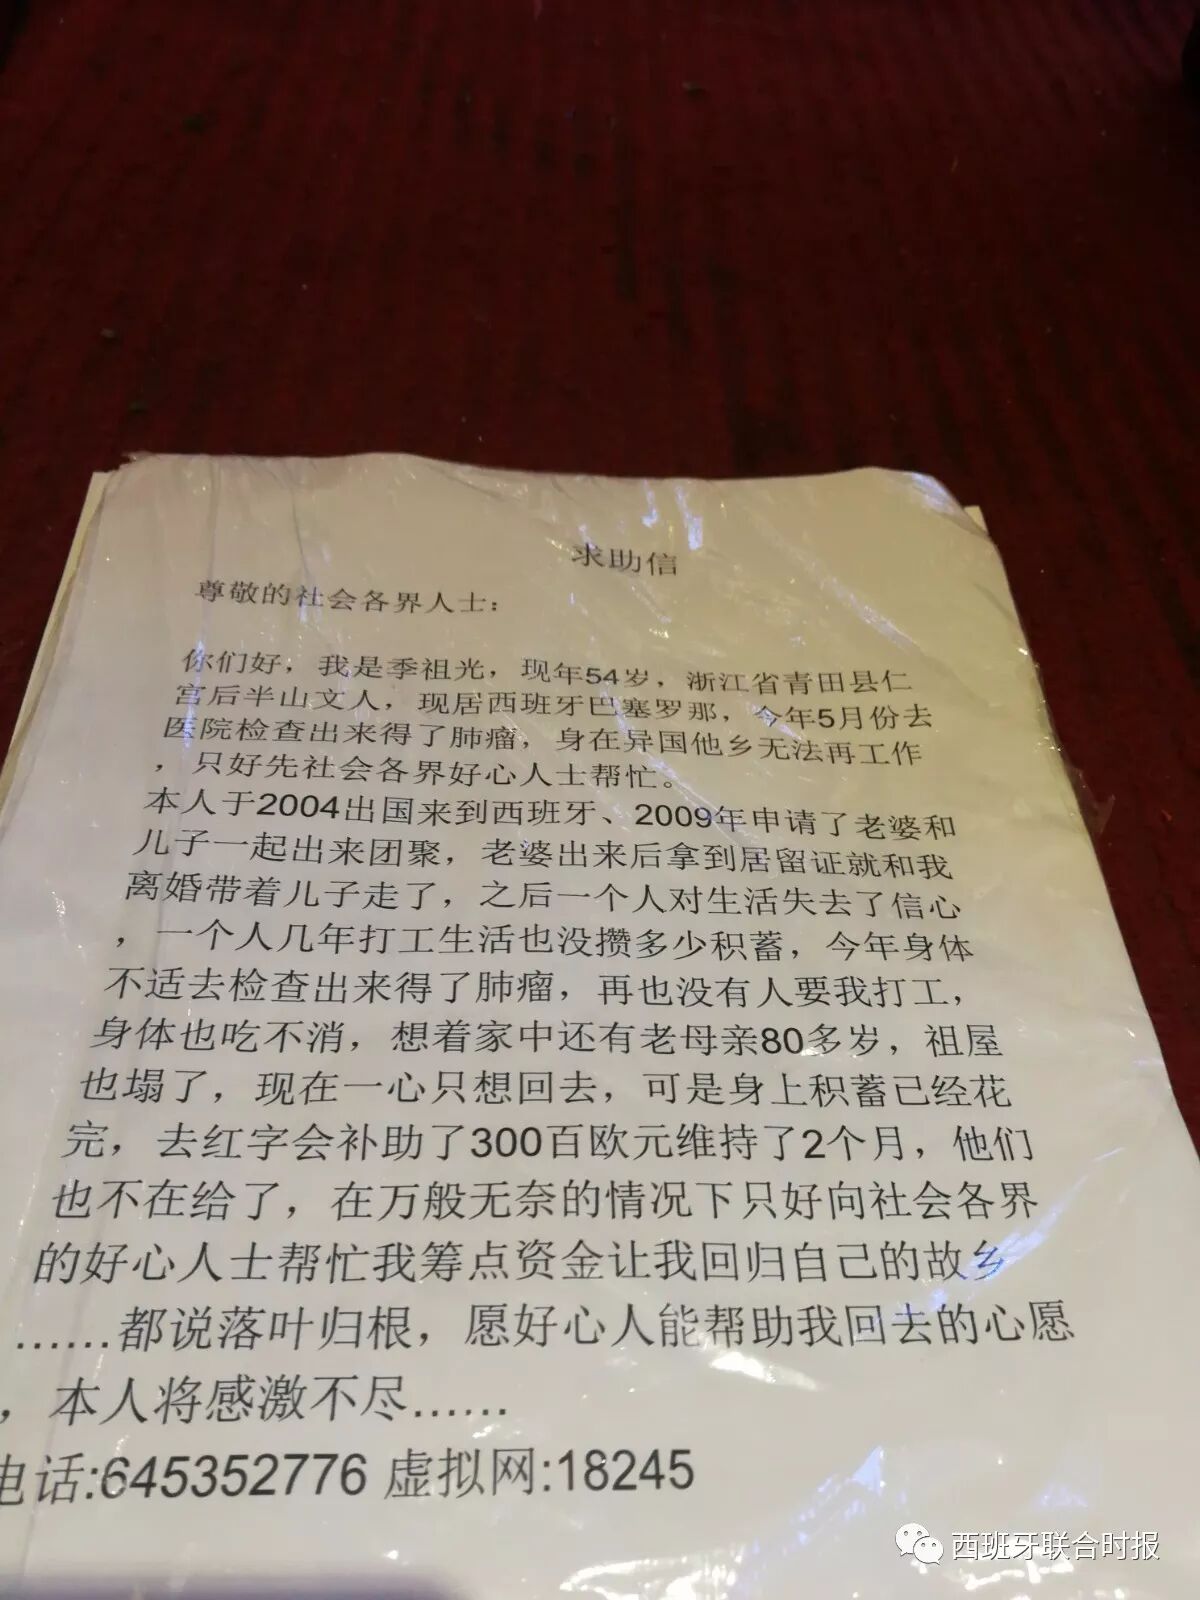 求助信
尊敬的社会各界人士：
你们好，我是季祖光，现年54岁，浙江省青田县仁
宫后半山文人，现居西班牙巴塞罗那，今年5月份去
医院检查出来得了肺瘤，身在异国他乡无法再工作
，只好先社会各界好心人士帮忙。
本人于2004出国来到西班牙、2009年申请了老婆和
儿子一起出来团聚，老婆出来后拿到居留证就和我
离婚带着儿子走了，之后一个人对生活失去了信心
，一个人几年打工生活也没攒多少积蓄，今年身体
不适去检查出来得了肺瘤，再也没有人要我打工，
身体也吃不消，想着家中还有老母亲80多岁，祖屋
也塌了，现在一心只想回去，可是身上积蓄已经花
完，去红字会补助了300百欧元维持了2个月，他们
也不在给了，在万般无奈的情况下只好向社会各界
的好心人士帮忙我筹点资金让我回归自己的故乡
……都说落叶归根，愿好心人能帮助我回去的心愿
，本人将感激不尽……
电话:645352776 虚拟网:18245
西班牙联合时报